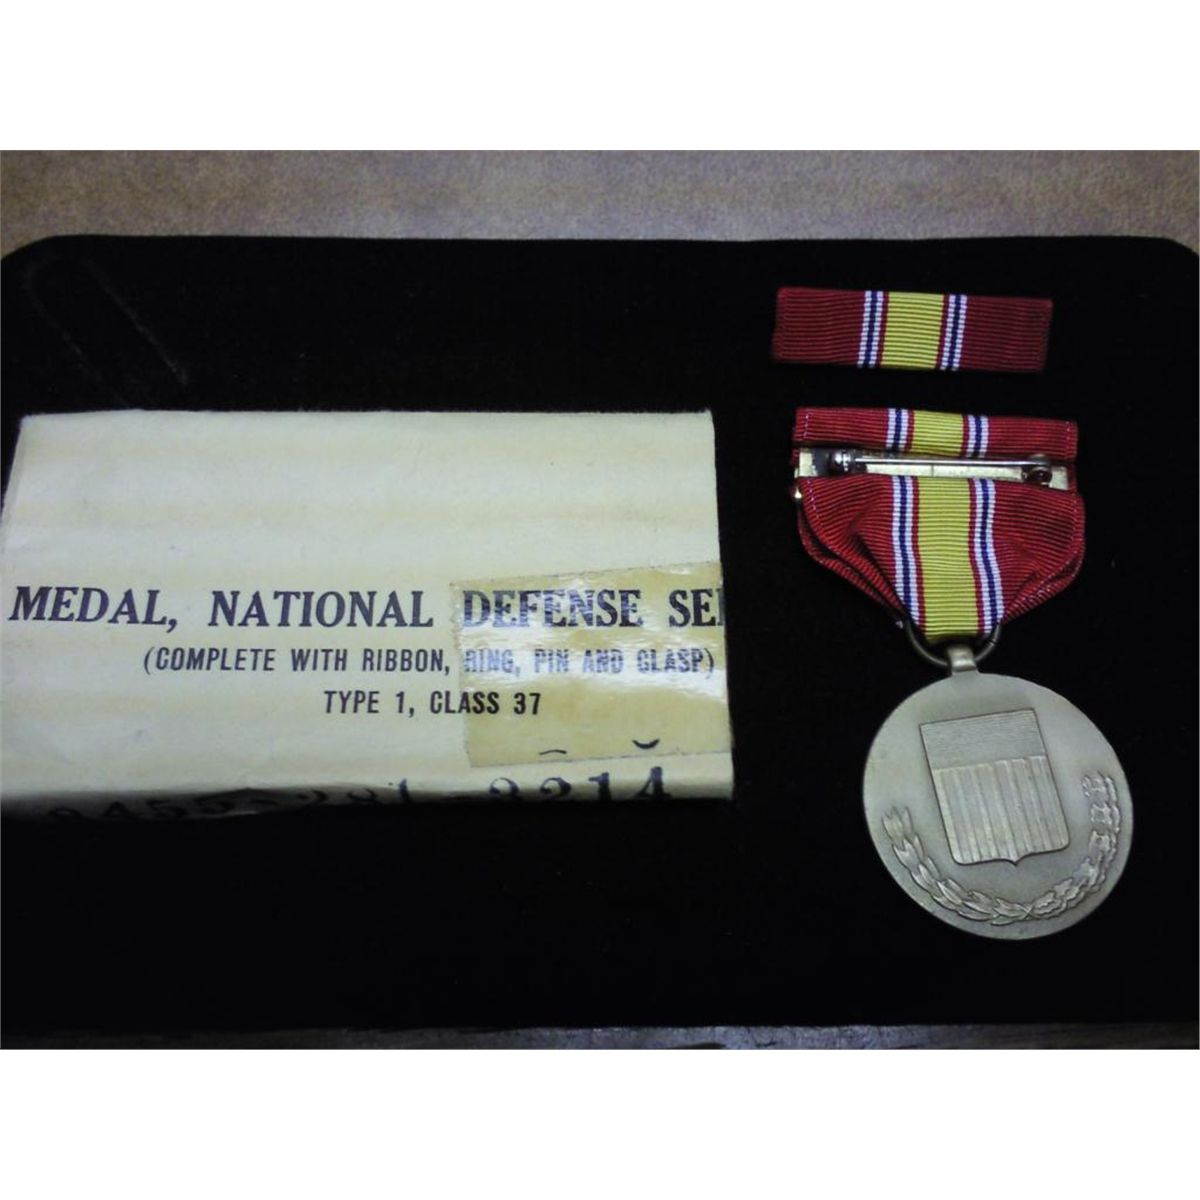 MEDAL, NATIONAL DEFENSE SE
(COMPLETE WITH RIBBON, RING, PIN AND CLASP)
TYPE 1, CLASS 37